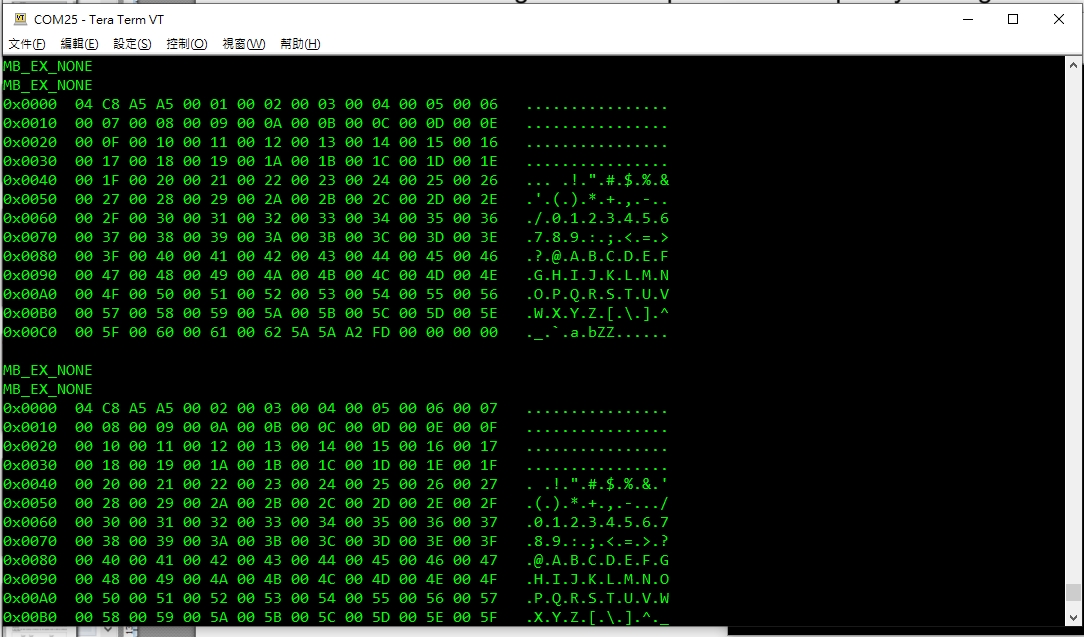 COM25 - Tera Term VT
文件(F) 編輯(E) 設定(S) 控制(O) 視窗(W) 幫助(H)
MB_EX_NONE
MB_EX_NONE
0x0000  04 C8 A5 A5 00 01 00 02 00 03 00 04 00 05 00 06   ................
0x0010  00 07 00 08 00 09 00 0A 00 0B 00 0C 00 0D 00 0E   ................
0x0020  00 0F 00 10 00 11 00 12 00 13 00 14 00 15 00 16   ................
0x0030  00 17 00 18 00 19 00 1A 00 1B 00 1C 00 1D 00 1E   ................
0x0040  00 1F 00 20 00 21 00 22 00 23 00 24 00 25 00 26   ... .!.".#.$.%.&
0x0050  00 27 00 28 00 29 00 2A 00 2B 00 2C 00 2D 00 2E   .'.(.).*.+.,.-..
0x0060  00 2F 00 30 00 31 00 32 00 33 00 34 00 35 00 36   ./.0.1.2.3.4.5.6
0x0070  00 37 00 38 00 39 00 3A 00 3B 00 3C 00 3D 00 3E   .7.8.9.:.;.<.=.>
0x0080  00 3F 00 40 00 41 00 42 00 43 00 44 00 45 00 46   .?.@.A.B.C.D.E.F
0x0090  00 47 00 48 00 49 00 4A 00 4B 00 4C 00 4D 00 4E   .G.H.I.J.K.L.M.N
0x00A0  00 4F 00 50 00 51 00 52 00 53 00 54 00 55 00 56   .O.P.Q.R.S.T.U.V
0x00B0  00 57 00 58 00 59 00 5A 00 5B 00 5C 00 5D 00 5E   .W.X.Y.Z.[.\.].^
0x00C0  00 5F 00 60 00 61 00 62 5A 5A A2 FD 00 00 00 00   ._.`.a.bZZ......
MB_EX_NONE
MB_EX_NONE
0x0000  04 C8 A5 A5 00 02 00 03 00 04 00 05 00 06 00 07   ................
0x0010  00 08 00 09 00 0A 00 0B 00 0C 00 0D 00 0E 00 0F   ................
0x0020  00 10 00 11 00 12 00 13 00 14 00 15 00 16 00 17   ................
0x0030  00 18 00 19 00 1A 00 1B 00 1C 00 1D 00 1E 00 1F   ................
0x0040  00 20 00 21 00 22 00 23 00 24 00 25 00 26 00 27   . .!.".#.$.%.&.'
0x0050  00 28 00 29 00 2A 00 2B 00 2C 00 2D 00 2E 00 2F   .(.).*.+.,.-.../
0x0060  00 30 00 31 00 32 00 33 00 34 00 35 00 36 00 37   .0.1.2.3.4.5.6.7
0x0070  00 38 00 39 00 3A 00 3B 00 3C 00 3D 00 3E 00 3F   .8.9.:.;.<.=.>.?
0x0080  00 40 00 41 00 42 00 43 00 44 00 45 00 46 00 47   .@.A.B.C.D.E.F.G
0x0090  00 48 00 49 00 4A 00 4B 00 4C 00 4D 00 4E 00 4F   .H.I.J.K.L.M.N.O
0x00A0  00 50 00 51 00 52 00 53 00 54 00 55 00 56 00 57   .P.Q.R.S.T.U.V.W
0x00B0  00 58 00 59 00 5A 00 5B 00 5C 00 5D 00 5E 00 5F   .X.Y.Z.[.\.].^._